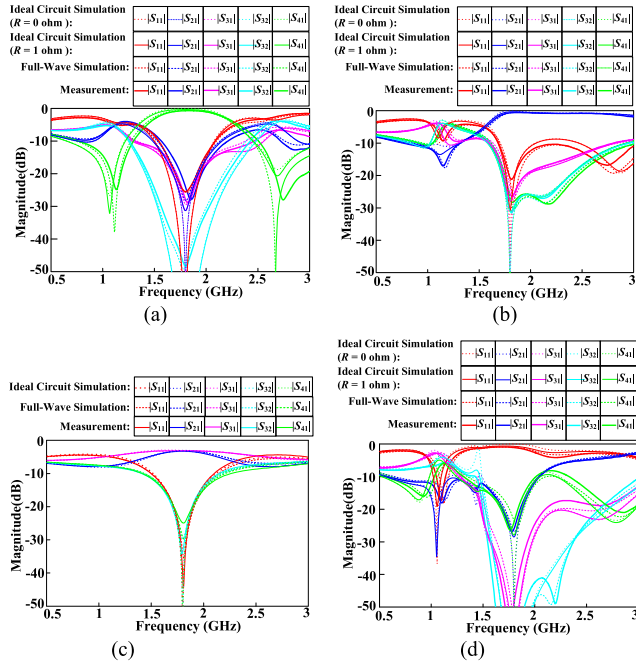 Ideal Circuit Simulation
(R = 0 ohm ): |S11| |S21| |S31| |S32| |S41|
Ideal Circuit Simulation
(R = 1 ohm ): |S11| |S21| |S31| |S32| |S41|
Full-Wave Simulation: |S11| |S21| |S31| |S32| |S41|
Measurement: |S11| |S21| |S31| |S32| |S41|
0
-10
-20
-30
-40
-50
Magnitude(dB)
0.5 1 1.5 2 2.5 3
Frequency (GHz)
(a)
Ideal Circuit Simulation
(R = 0 ohm ): |S11| |S21| |S31| |S32| |S41|
Ideal Circuit Simulation
(R = 1 ohm ): |S11| |S21| |S31| |S32| |S41|
Full-Wave Simulation: |S11| |S21| |S31| |S32| |S41|
Measurement: |S11| |S21| |S31| |S32| |S41|
0
-10
-20
-30
-40
-50
Magnitude(dB)
0.5 1 1.5 2 2.5 3
Frequency (GHz)
(b)
Ideal Circuit Simulation: |S11| |S21| |S31| |S32| |S41|
Full-Wave Simulation: |S11| |S21| |S31| |S32| |S41|
Measurement: |S11| |S21| |S31| |S32| |S41|
0
-10
-20
-30
-40
-50
Magnitude(dB)
0.5 1 1.5 2 2.5 3
Frequency (GHz)
(c)
Ideal Circuit Simulation
(R = 0 ohm ): |S11| |S21| |S31| |S32| |S41|
Ideal Circuit Simulation
(R = 1 ohm ): |S11| |S21| |S31| |S32| |S41|
Full-Wave Simulation: |S11| |S21| |S31| |S32| |S41|
Measurement: |S11| |S21| |S31| |S32| |S41|
0
-10
-20
-30
-40
-50
Magnitude(dB)
0.5 1 1.5 2 2.5 3
Frequency (GHz)
(d)